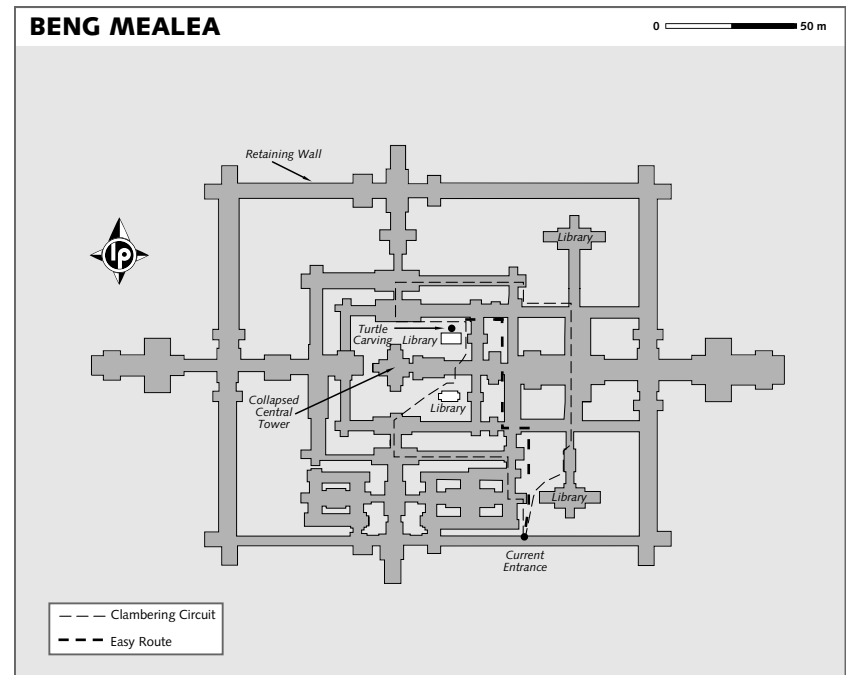 BENG MEALEA
0 50 m
Retaining Wall
Library
lp
Turtle
Carving
Library
Collapsed
Central
Tower
Library
Library
Current
Entrance
Clambering Circuit
Easy Route